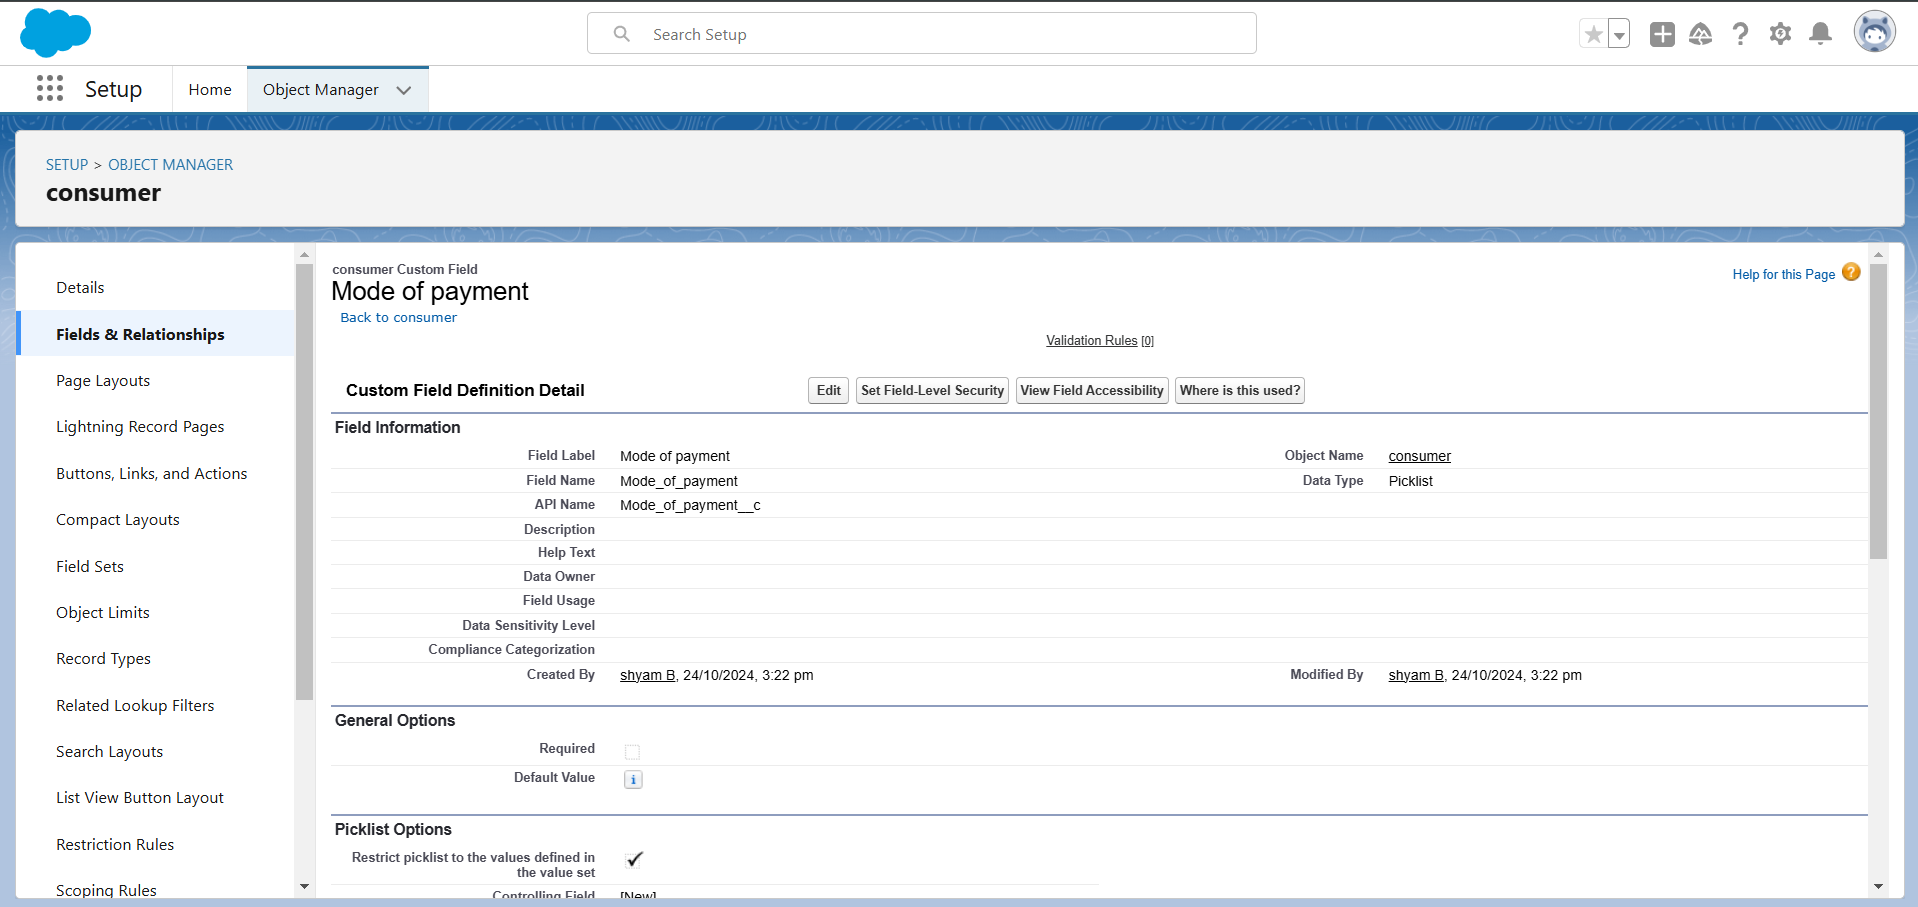 Search Setup
Setup
Home
Object Manager
SETUP > OBJECT MANAGER
consumer
Details
Fields & Relationships
Page Layouts
Lightning Record Pages
Buttons, Links, and Actions
Compact Layouts
Field Sets
Object Limits
Record Types
Related Lookup Filters
Search Layouts
List View Button Layout
Restriction Rules
Scoping Rules
consumer Custom Field
Mode of payment
Back to consumer
Help for this Page
Validation Rules [0]
Custom Field Definition Detail
Edit
Set Field-Level Security
View Field Accessibility
Where is this used?
Field Information
Field Label Mode of payment Object Name consumer
Field Name Mode_of_payment Data Type Picklist
API Name Mode_of_payment__c
Description
Help Text
Data Owner
Field Usage
Data Sensitivity Level
Compliance Categorization
Created By shyam B, 24/10/2024, 3:22 pm Modified By shyam B, 24/10/2024, 3:22 pm
General Options
Required
Default Value
Picklist Options
Restrict picklist to the values defined in
the value set
Controlling Field [New]